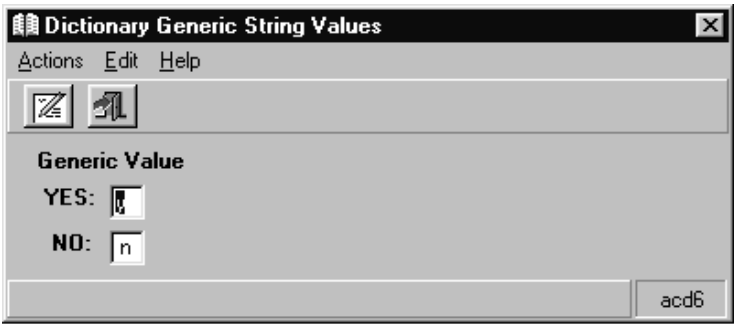 Dictionary Generic String Values
Actions Edit Help
Generic Value
YES: y
NO: n
acd6